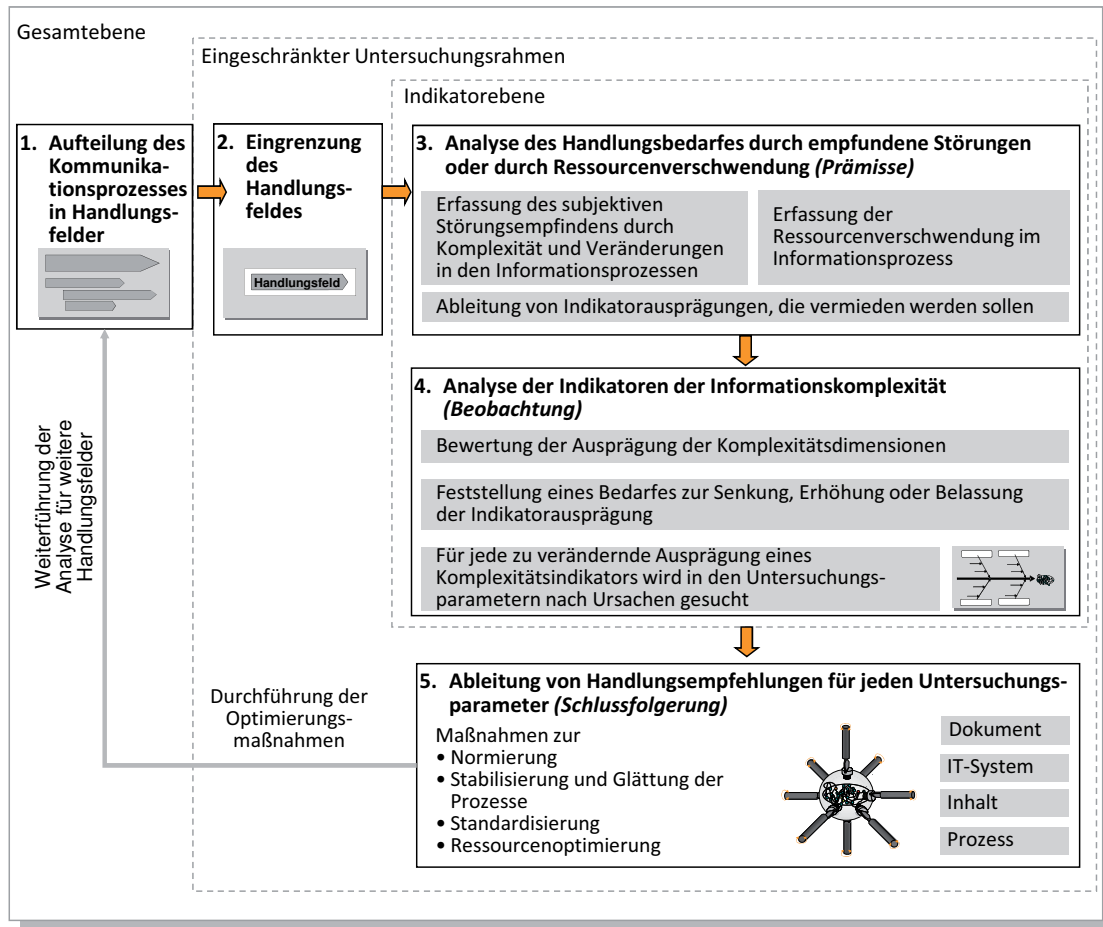 Gesamtebene
Eingeschränkter Untersuchungsrahmen
Indikatorebene
1. Aufteilung des
Kommunika-
tionsprozesses
in Handlungs-
felder
2. Eingrenzung
des
Handlungs-
feldes
Handlungsfeld
3. Analyse des Handlungsbedarfes durch empfundene Störungen
oder durch Ressourcenverschwendung (Prämisse)
Erfassung des subjektiven
Störungsempfindens durch
Komplexität und Veränderungen
in den Informationsprozessen
Erfassung der
Ressourcenverschwendung im
Informationsprozess
Ableitung von Indikatorausprägungen, die vermieden werden sollen
4. Analyse der Indikatoren der Informationskomplexität
(Beobachtung)
Bewertung der Ausprägung der Komplexitätsdimensionen
Feststellung eines Bedarfes zur Senkung, Erhöhung oder Belassung
der Indikatorausprägung
Für jede zu verändernde Ausprägung eines
Komplexitätsindikators wird in den Untersuchungs-
parametern nach Ursachen gesucht
5. Ableitung von Handlungsempfehlungen für jeden Untersuchungs-
parameter (Schlussfolgerung)
Maßnahmen zur
• Normierung
• Stabilisierung und Glättung der
Prozesse
• Standardisierung
• Ressourcenoptimierung
Dokument
IT-System
Inhalt
Prozess
Durchführung der
Optimierungs-
maßnahmen
Weiterführung der
Analyse für weitere
Handlungsfelder